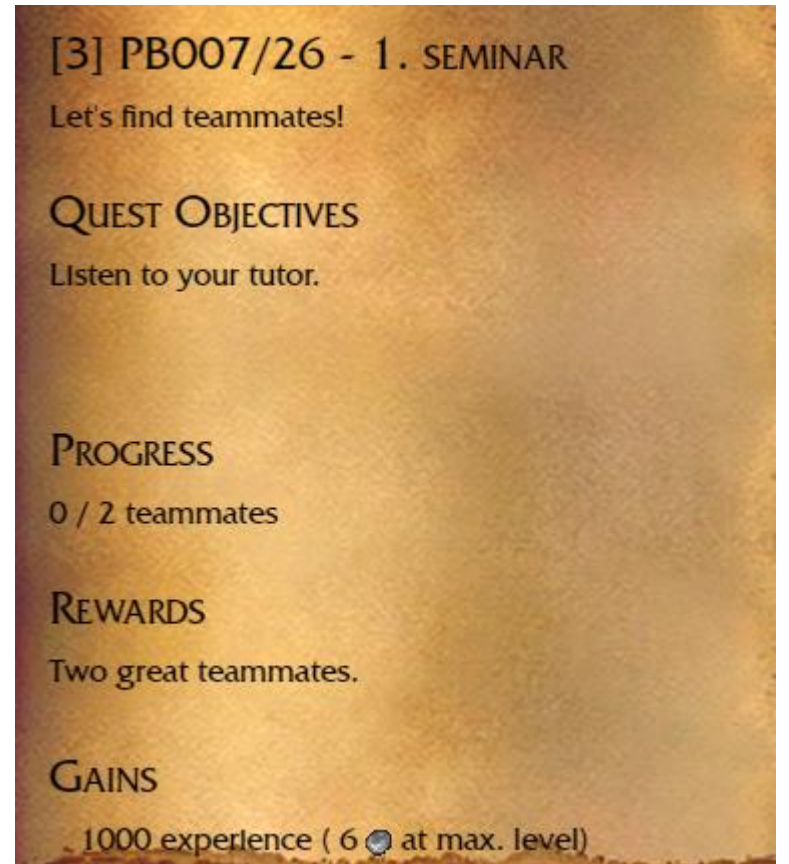 [3] PB007/26 - 1. SEMINAR
Let's find teammates!
QUEST OBJECTIVES
Listen to your tutor.
PROGRESS
0 / 2 teammates
REWARDS
Two great teammates.
GAINS
1000 experience ( 6 at max. level)